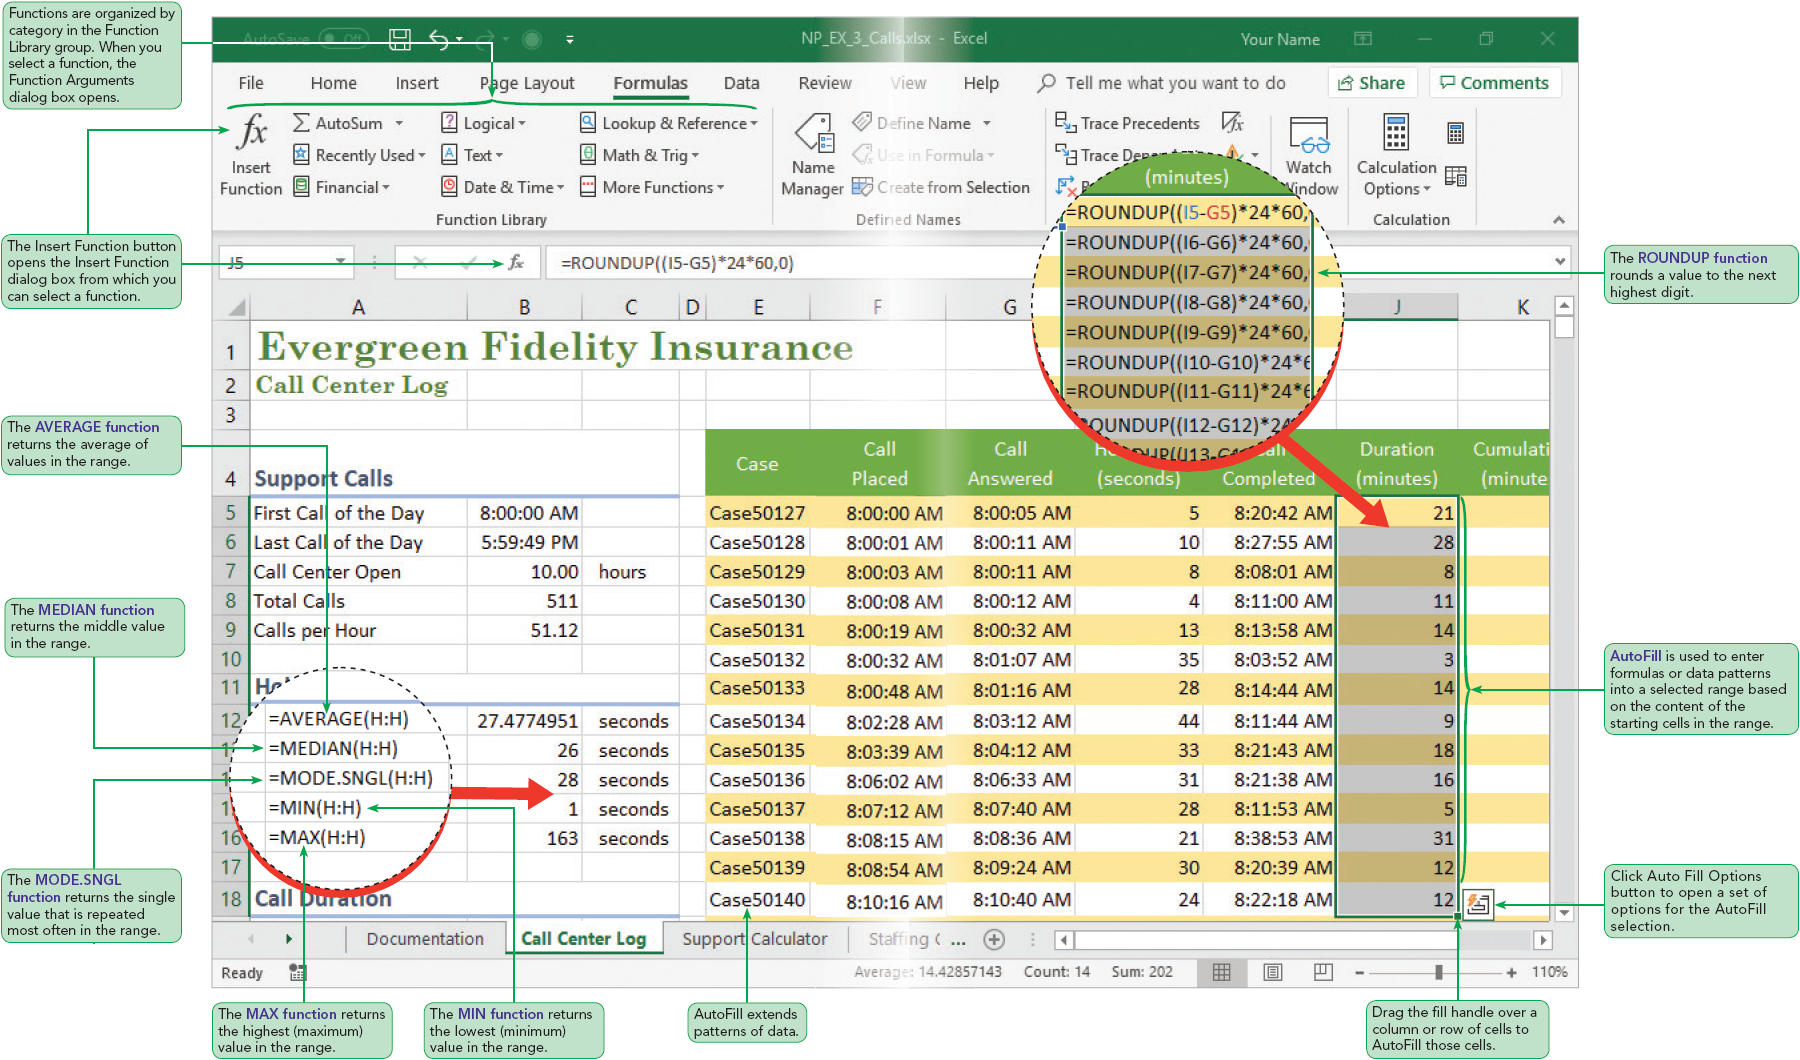 Functions are organized by
category in the Function
Library group. When you
select a function, the
Function Arguments
dialog box opens.
The Insert Function button
opens the Insert Function
dialog box from which you
can select a function.
The AVERAGE function
returns the average of
values in the range.
The MEDIAN function
returns the middle value
in the range.
The MODE.SNGL
function returns the single
value that is repeated
most often in the range.
AutoSave Off
NP_EX_3_Calls.xlsx - Excel
Your Name
File Home Insert Page Layout Formulas Data Review View Help Tell me what you want to do Share Comments
fx Insert Function
AutoSum
Recently Used
Financial
Logical
Text
Date & Time
Lookup & Reference
Math & Trig
More Functions
Function Library
Name Manager
Define Name
Use in Formula
Create from Selection
Defined Names
Trace Precedents
Trace
Watch Window
Calculation Options
Calculation
J5 fx =ROUNDUP((I5-G5)*24*60,0)
(minutes)
=ROUNDUP((I5-G5)*24*60,
=ROUNDUP((I6-G6)*24*60,
=ROUNDUP((I7-G7)*24*60,
=ROUNDUP((I8-G8)*24*60,
=ROUNDUP((I9-G9)*24*60,
=ROUNDUP((I10-G10)*24*6
=ROUNDUP((I11-G11)*24*6
OUNDUP((I12-G12)*24
A B C D E F G J K
1 Evergreen Fidelity Insurance
2 Call Center Log
3
4 Support Calls Case Call Placed Call Answered (seconds) Completed Duration (minutes) Cumulati (minute
5 First Call of the Day 8:00:00 AM Case50127 8:00:00 AM 8:00:05 AM 5 8:20:42 AM 21
6 Last Call of the Day 5:59:49 PM Case50128 8:00:01 AM 8:00:11 AM 10 8:27:55 AM 28
7 Call Center Open 10.00 hours Case50129 8:00:03 AM 8:00:11 AM 8 8:08:01 AM 8
8 Total Calls 511 Case50130 8:00:08 AM 8:00:12 AM 4 8:11:00 AM 11
9 Calls per Hour 51.12 Case50131 8:00:19 AM 8:00:32 AM 13 8:13:58 AM 14
10 Case50132 8:00:32 AM 8:01:07 AM 35 8:03:52 AM 3
11 Case50133 8:00:48 AM 8:01:16 AM 28 8:14:44 AM 14
12 =AVERAGE(H:H) 27.4774951 seconds Case50134 8:02:28 AM 8:03:12 AM 44 8:11:44 AM 9
=MEDIAN(H:H) 26 seconds Case50135 8:03:39 AM 8:04:12 AM 33 8:21:43 AM 18
=MODE.SNGL(H:H) 28 seconds Case50136 8:06:02 AM 8:06:33 AM 31 8:21:38 AM 16
=MIN(H:H) 1 seconds Case50137 8:07:12 AM 8:07:40 AM 28 8:11:53 AM 5
16 =MAX(H:H) 163 seconds Case50138 8:08:15 AM 8:08:36 AM 21 8:38:53 AM 31
17 Case50139 8:08:54 AM 8:09:24 AM 30 8:20:39 AM 12
18 Call Duration Case50140 8:10:16 AM 8:10:40 AM 24 8:22:18 AM 12
Documentation Call Center Log Support Calculator Staffing ...
Ready Average: 14.42857143 Count: 14 Sum: 202 110%
The ROUNDUP function
rounds a value to the next
highest digit.
AutoFill is used to enter
formulas or data patterns
into a selected range based
on the content of the
starting cells in the range.
Click Auto Fill Options
button to open a set of
options for the AutoFill
selection.
The MAX function returns
the highest (maximum)
value in the range.
The MIN function returns
the lowest (minimum)
value in the range.
AutoFill extends
patterns of data.
Drag the fill handle over a
column or row of cells to
AutoFill those cells.